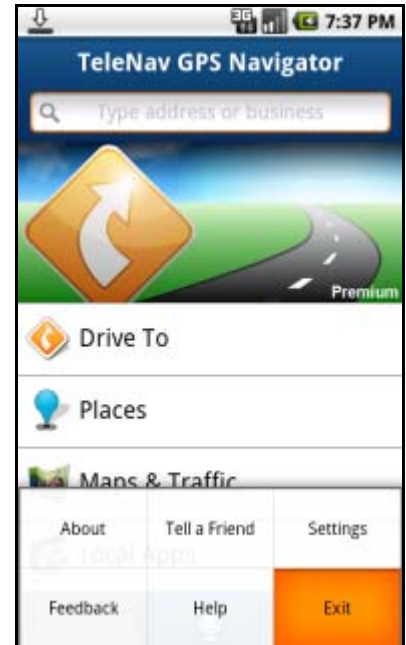 3G
7:37 PM
TeleNav GPS Navigator
Type address or business
Premium
Drive To
Places
Maps & Traffic
Local Apps
About Tell a Friend Settings
Feedback Help Exit